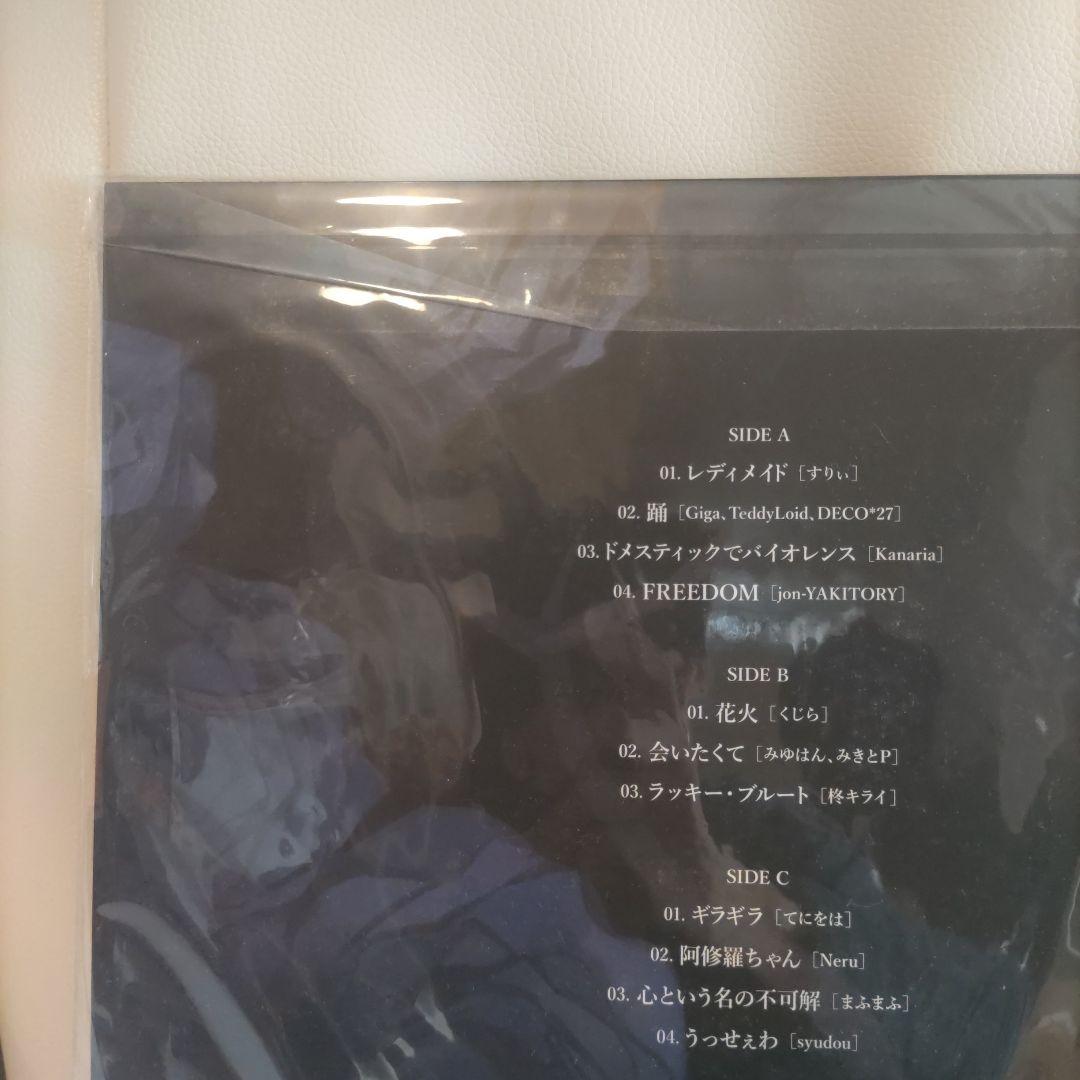 SIDE A
01. レディメイド［すりぃ］
02. 踊［Giga、TeddyLoid、DECO*27］
03.ドメスティックでバイオレンス［Kanaria］
04. FREEDOM［jon-YAKITORY］
SIDE B
01. 花火［くじら］
02. 会いたくて［みゆはん、みきとP］
03. ラッキー・ブルート［柊キライ］
SIDE C
01. ギラギラ［てにをは］
02. 阿修羅ちゃん［Neru］
03. 心という名の不可解［まふまふ］
04. うっせぇわ［syudou］